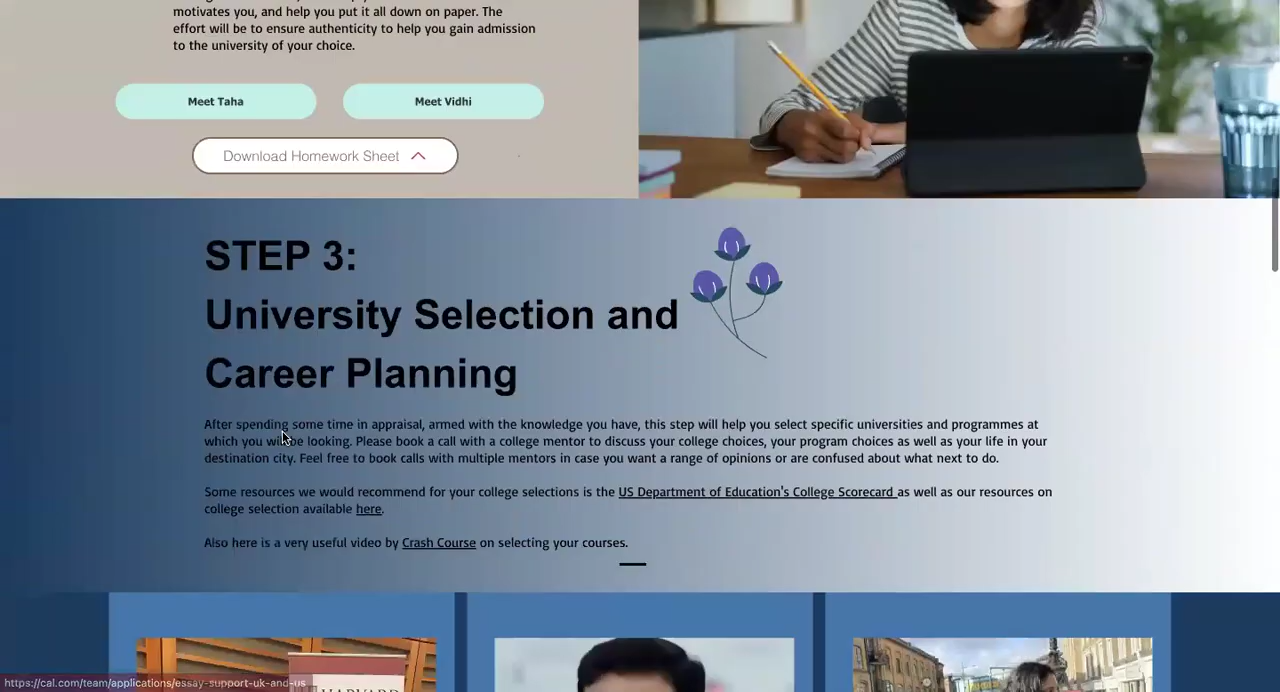 motivates you, and help you put it all down on paper. The
effort will be to ensure authenticity to help you gain admission
to the university of your choice.
Meet Taha
Meet Vidhi
Download Homework Sheet
STEP 3:
University Selection and
Career Planning
After spending some time in appraisal, armed with the knowledge you have, this step will help you select specific universities and programmes at
which you will be looking. Please book a call with a college mentor to discuss your college choices, your program choices as well as your life in your
destination city. Feel free to book calls with multiple mentors in case you want a range of opinions or are confused about what next to do.
Some resources we would recommend for your college selections is the US Department of Education's College Scorecard as well as our resources on
college selection available here.
Also here is a very useful video by Crash Course on selecting your courses.
HARVARD
https://cal.com/team/applications/essay-support-uk-and-us